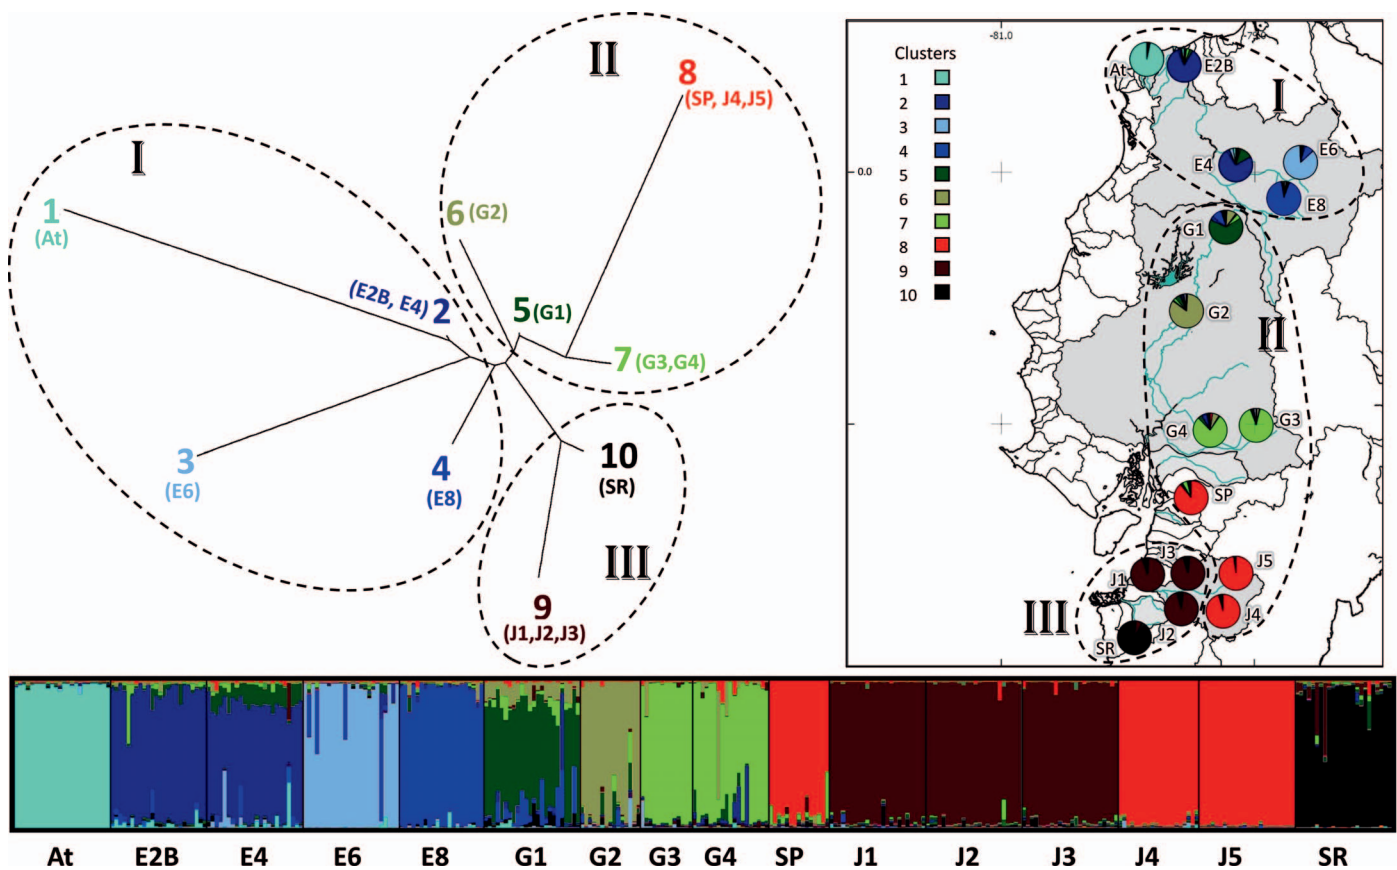 I
1
(At)
(E2B, E4) 2
3
(E6)
4
(E8)
II
8
(SP, J4,J5)
6 (G2)
5 (G1)
7 (G3,G4)
10
(SR)
III
9
(J1,J2,J3)
-81.0
0.0
Clusters
1
2
3
4
5
6
7
8
9
10
At
E2B
I
E4
E6
E8
G1
G2
II
G4
G3
SP
J3
J1
J5
J2
J4
III
SR
At E2B E4 E6 E8 G1 G2 G3 G4 SP J1 J2 J3 J4 J5 SR